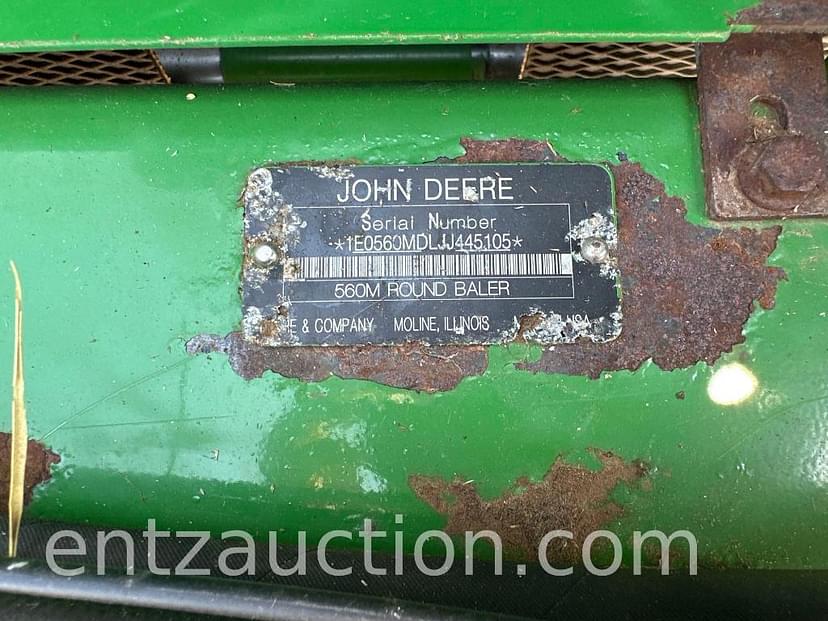 JOHN DEERE
Serial Number
*1E0560MDLJJ445105*
560M ROUND BALER
& COMPANY MOLINE, ILLINOIS
entzauction.com